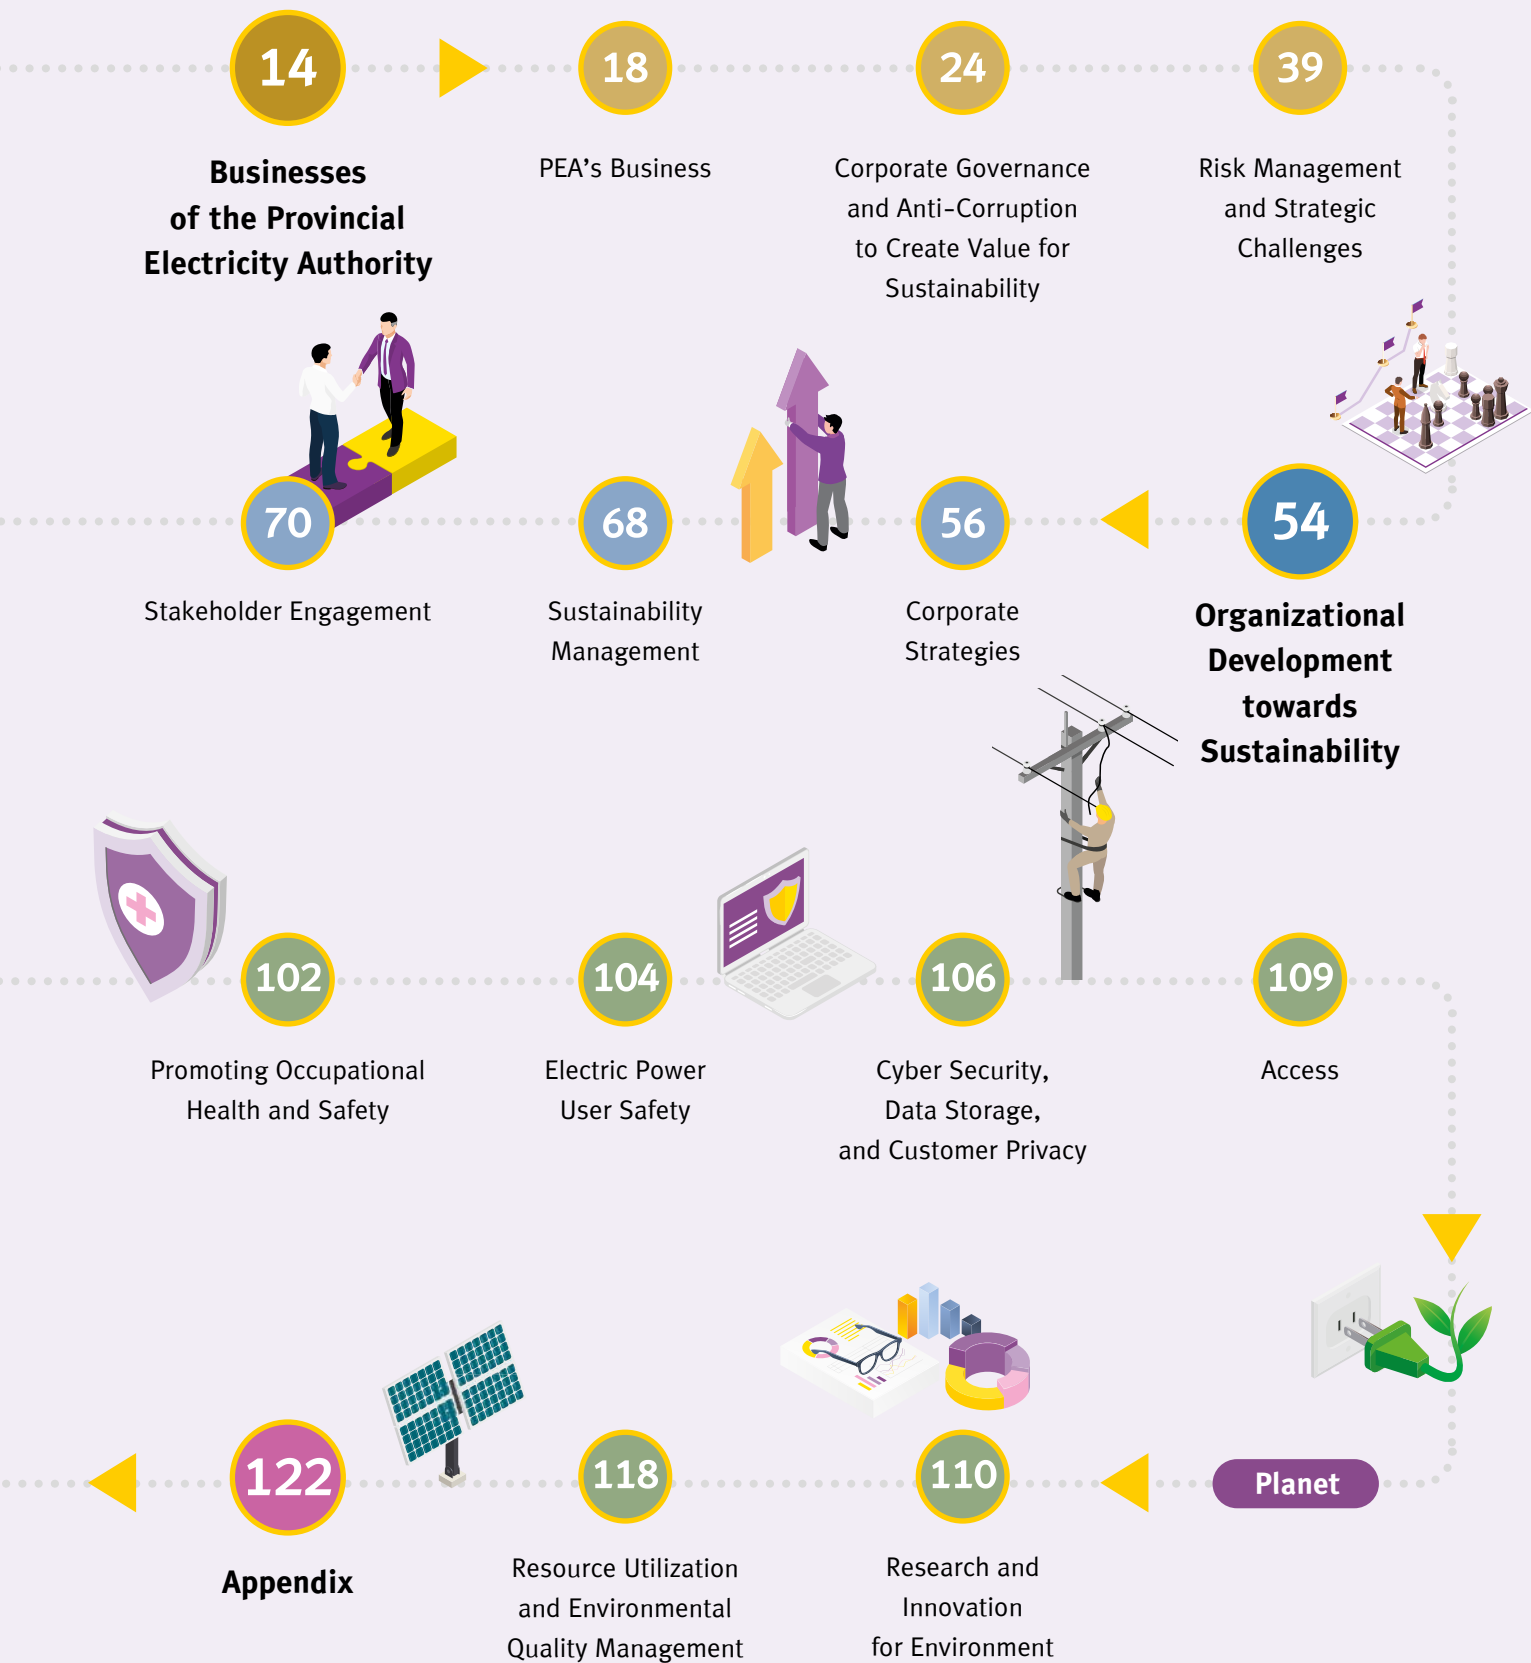 14
Businesses
of the Provincial
Electricity Authority
18
PEA's Business
24
Corporate Governance
and Anti-Corruption
to Create Value for
Sustainability
39
Risk Management
and Strategic
Challenges
54
Organizational
Development
towards
Sustainability
56
Corporate
Strategies
68
Sustainability
Management
70
Stakeholder Engagement
102
Promoting Occupational
Health and Safety
104
Electric Power
User Safety
106
Cyber Security,
Data Storage,
and Customer Privacy
109
Access
Planet
110
Research and
Innovation
for Environment
118
Resource Utilization
and Environmental
Quality Management
122
Appendix